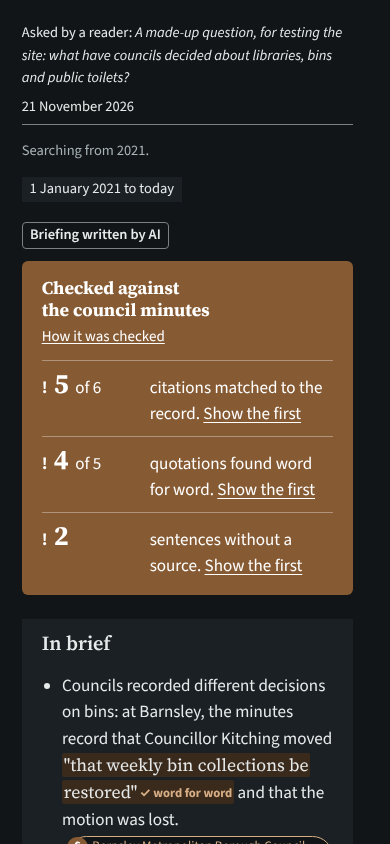 Asked by a reader: A made-up question, for testing the
site: what have councils decided about libraries, bins
and public toilets?
21 November 2026
Searching from 2021.
1 January 2021 to today
Briefing written by AI
Checked against
the council minutes
How it was checked
! 5 of 6 citations matched to the
record. Show the first
! 4 of 5 quotations found word
for word. Show the first
! 2 sentences without a
source. Show the first
In brief
• Councils recorded different decisions
on bins: at Barnsley, the minutes
record that Councillor Kitching moved
"that weekly bin collections be
restored" ✓ word for word and that the
motion was lost.
Barnsley Metropolitan Borough Council